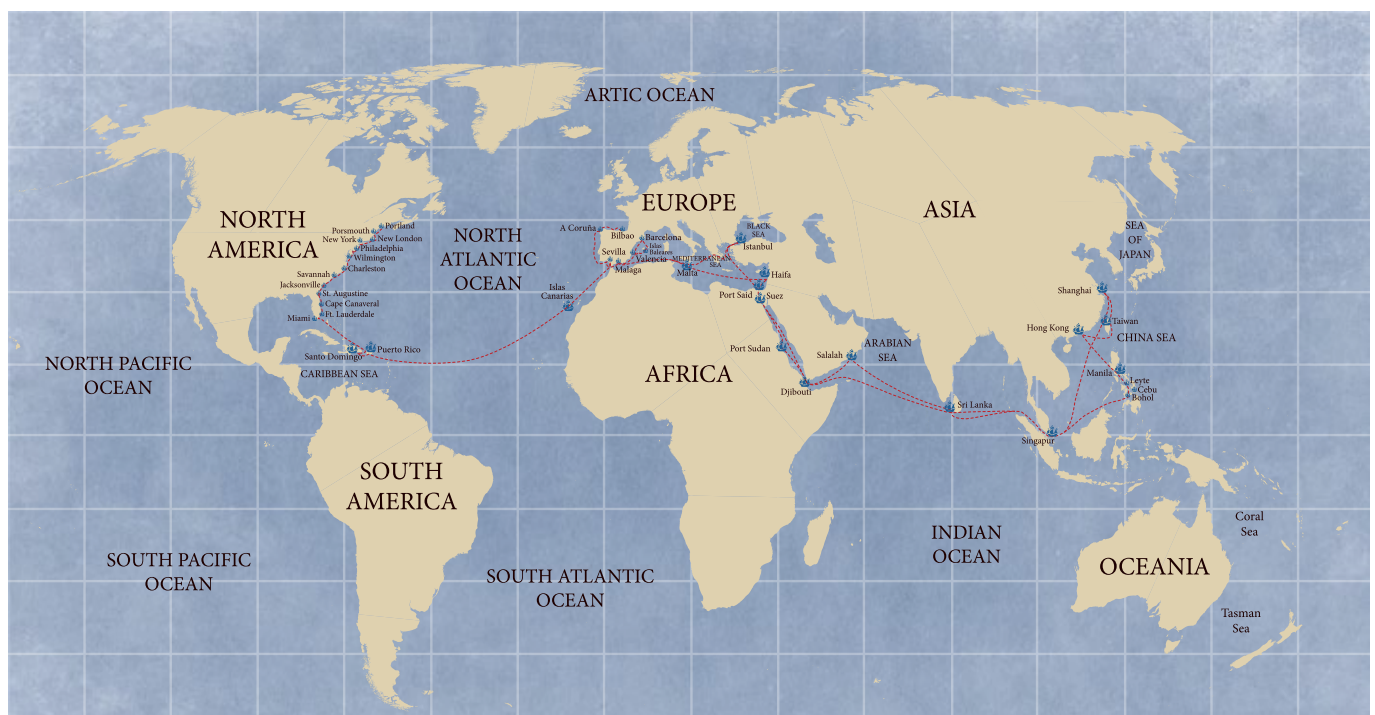 ARTIC OCEAN
EUROPE
ASIA
NORTH
AMERICA
Portland
Porsmouth
New York
New London
Philadelphia
Wilmington
Charleston
Savannah
Jacksonville
St. Augustine
Cape Canaveral
Ft. Lauderdale
Miami
NORTH
ATLANTIC
OCEAN
A Coruña
Bilbao
Barcelona
Islas
Baleares
Sevilla
Valencia
Malaga
MEDITERRANEAN
SEA
Malta
BLACK
SEA
Istanbul
Haifa
Port Said
Suez
Islas
Canarias
SEA
OF
JAPAN
Shanghai
Taiwan
Hong Kong
CHINA SEA
Puerto Rico
Santo Domingo
CARIBBEAN SEA
NORTH PACIFIC
OCEAN
AFRICA
Port Sudan
Salalah
ARABIAN
SEA
Djibouti
Sri Lanka
Manila
Leyte
Cebu
Bohol
Singapur
SOUTH
AMERICA
INDIAN
OCEAN
Coral
Sea
OCEANIA
SOUTH PACIFIC
OCEAN
SOUTH ATLANTIC
OCEAN
Tasman
Sea